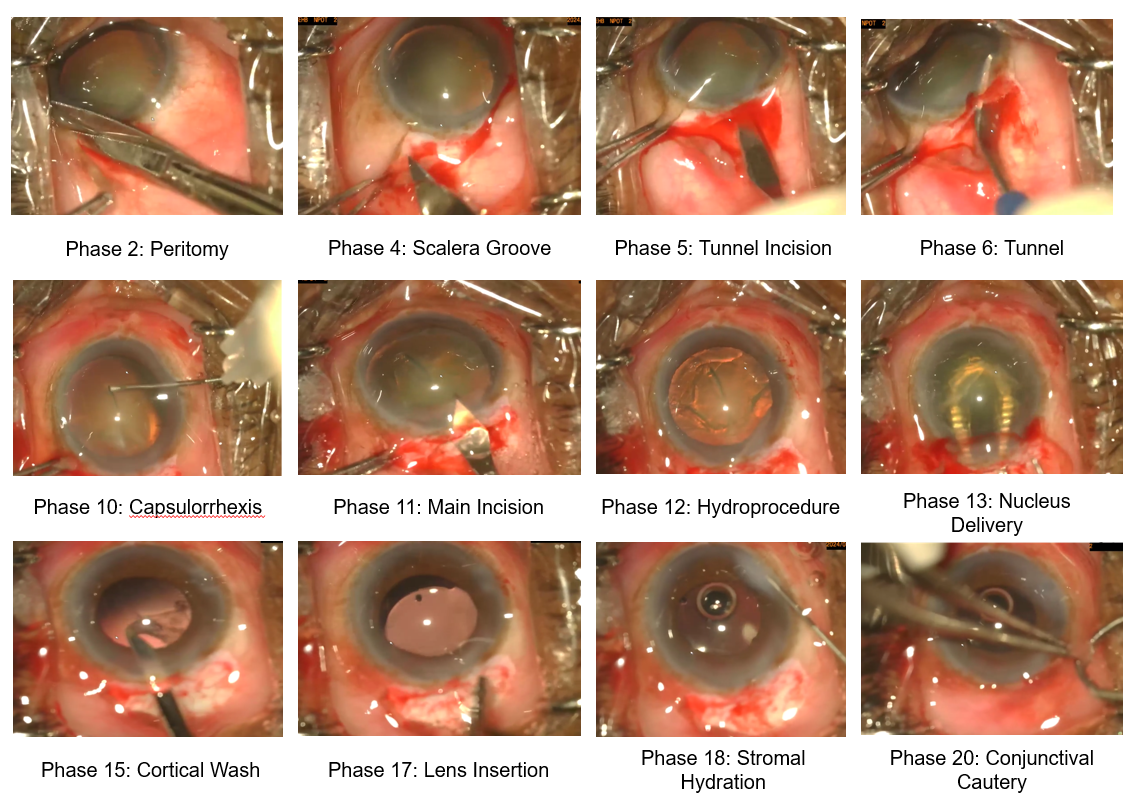 Phase 2: Peritomy
Phase 4: Scalera Groove
Phase 5: Tunnel Incision
Phase 6: Tunnel
Phase 10: Capsulorrhexis
Phase 11: Main Incision
Phase 12: Hydroprocedure
Phase 13: Nucleus
Delivery
Phase 15: Cortical Wash
Phase 17: Lens Insertion
Phase 18: Stromal
Hydration
Phase 20: Conjunctival
Cautery